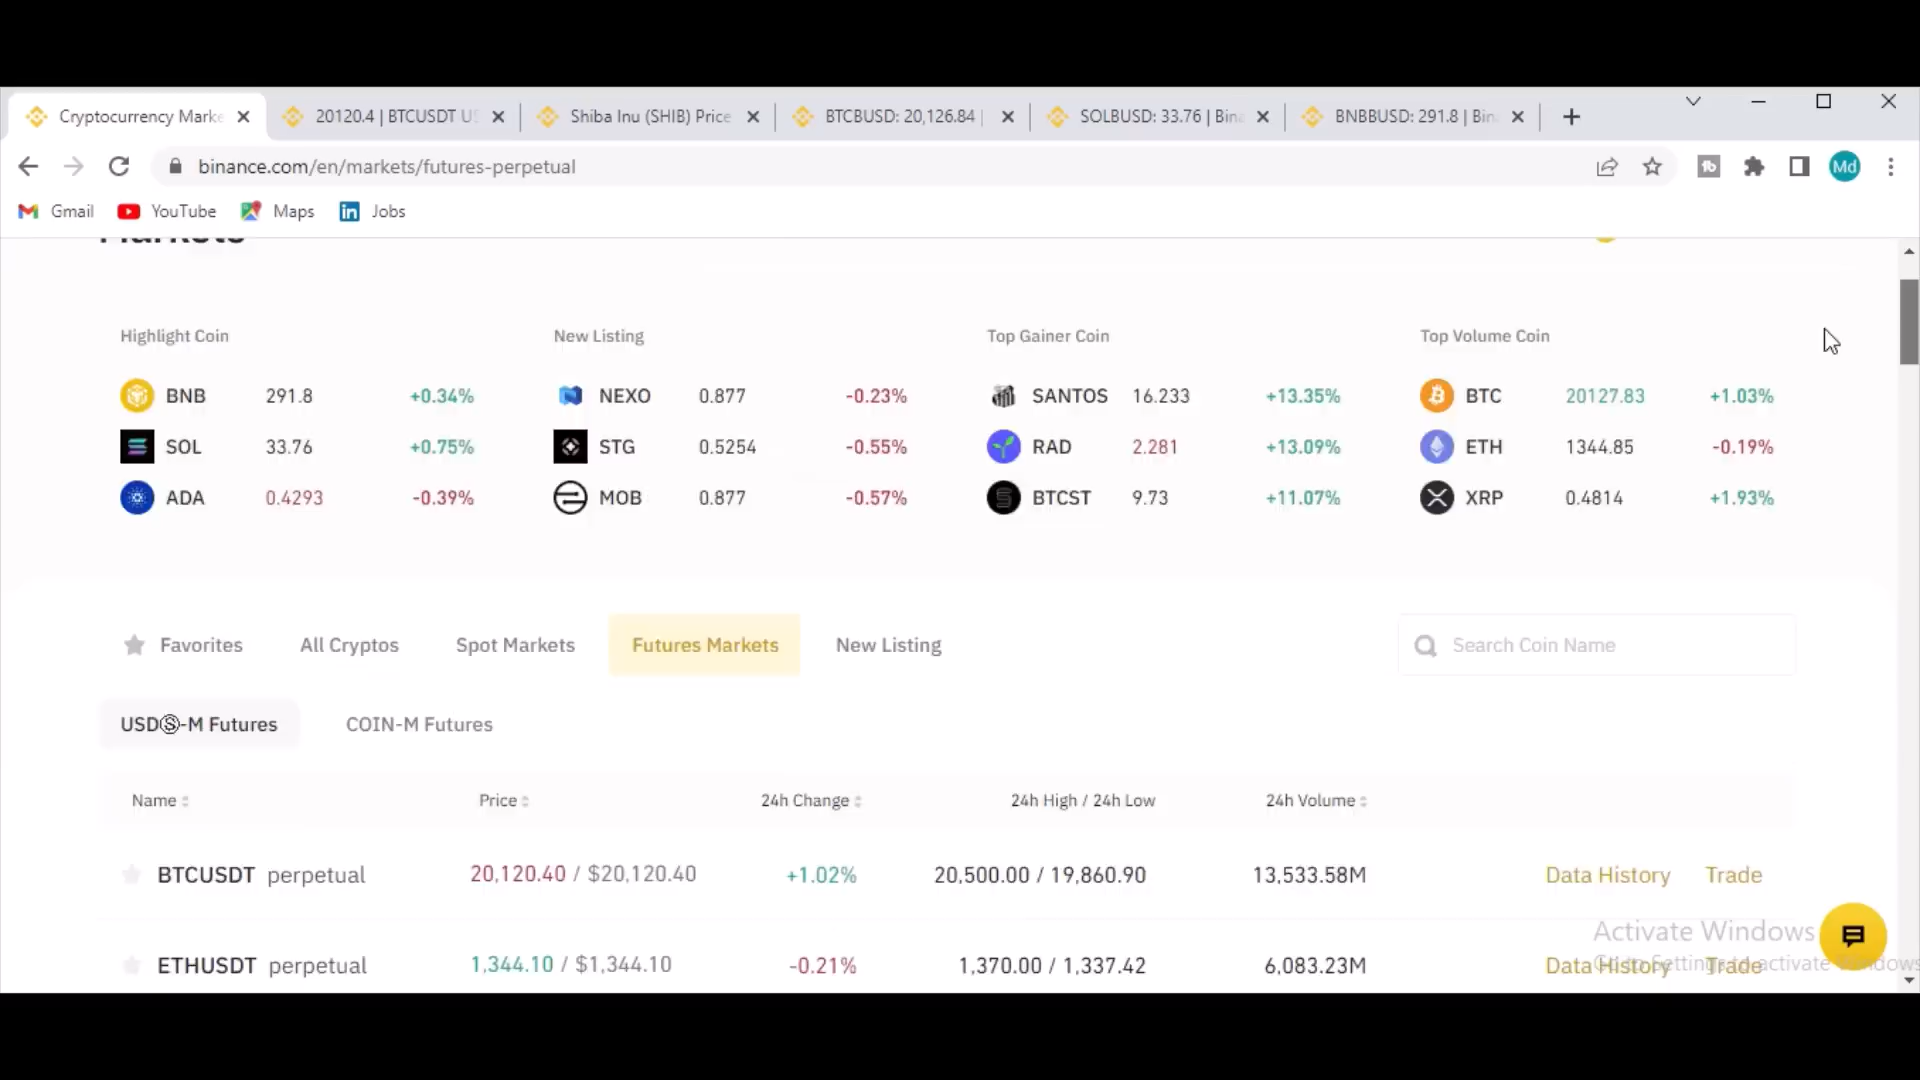 Cryptocurrency Marke
20120.4 | BTCUSDT U
Shiba Inu (SHIB) Price
BTCBUSD: 20,126.84 |
SOLBUSD: 33.76 | Bin
BNBBUSD: 291.8 | Bin
binance.com/en/markets/futures-perpetual
Md
Gmail YouTube Maps Jobs
Markets
Highlight Coin
BNB 291.8 +0.34%
SOL 33.76 +0.75%
ADA 0.4293 -0.39%
New Listing
NEXO 0.877 -0.23%
STG 0.5254 -0.55%
MOB 0.877 -0.57%
Top Gainer Coin
SANTOS 16.233 +13.35%
RAD 2.281 +13.09%
BTCST 9.73 +11.07%
Top Volume Coin
BTC 20127.83 +1.03%
ETH 1344.85 -0.19%
XRP 0.4814 +1.93%
Favorites All Cryptos Spot Markets Futures Markets New Listing Search Coin Name
USDⓈ-M Futures COIN-M Futures
Name Price 24h Change 24h High / 24h Low 24h Volume
BTCUSDT perpetual 20,120.40 / $20,120.40 +1.02% 20,500.00 / 19,860.90 13,533.58M Data History Trade
ETHUSDT perpetual 1,344.10 / $1,344.10 -0.21% 1,370.00 / 1,337.42 6,083.23M Data History Trade
Activate Windows
Go to Settings to activate Windows